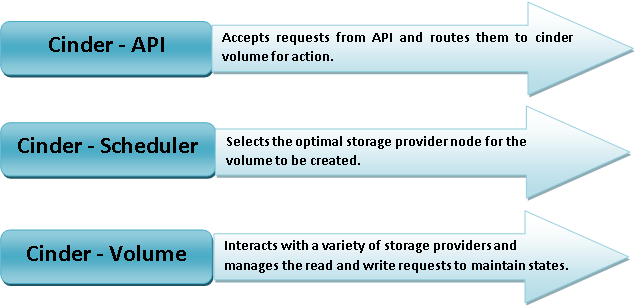 Cinder - API
Accepts requests from API and routes them to cinder
volume for action.
Cinder - Scheduler
Selects the optimal storage provider node for the
volume to be created.
Cinder - Volume
Interacts with a variety of storage providers and
manages the read and write requests to maintain states.